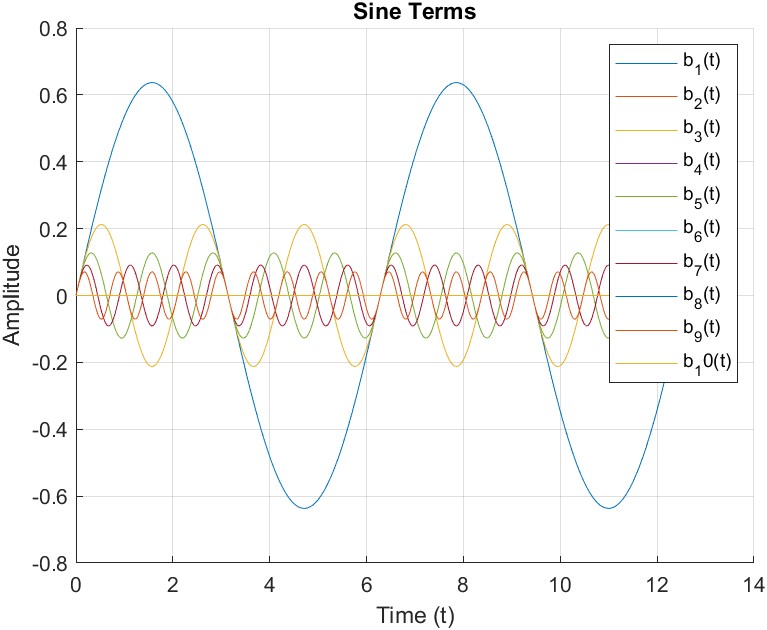 Sine Terms
0.8
0.6
0.4
0.2
0
-0.2
-0.4
-0.6
-0.8
Amplitude
0 2 4 6 8 10 12 14
Time (t)
b1(t)
b2(t)
b3(t)
b4(t)
b5(t)
b6(t)
b7(t)
b8(t)
b9(t)
b10(t)